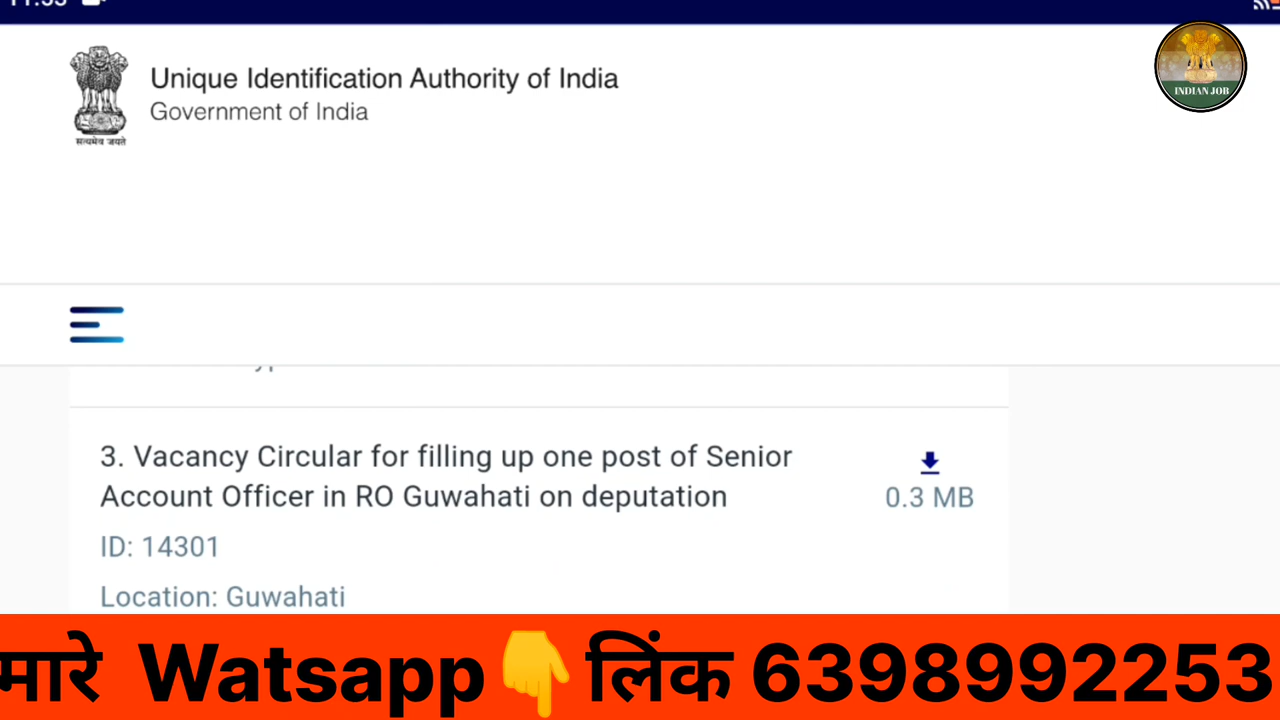 11:53
Unique Identification Authority of India
Government of India
सत्यमेव जयते
INDIAN JOB
3. Vacancy Circular for filling up one post of Senior
Account Officer in RO Guwahati on deputation
0.3 MB
ID: 14301
Location: Guwahati
मारे Watsapp👇लिंक 6398992253